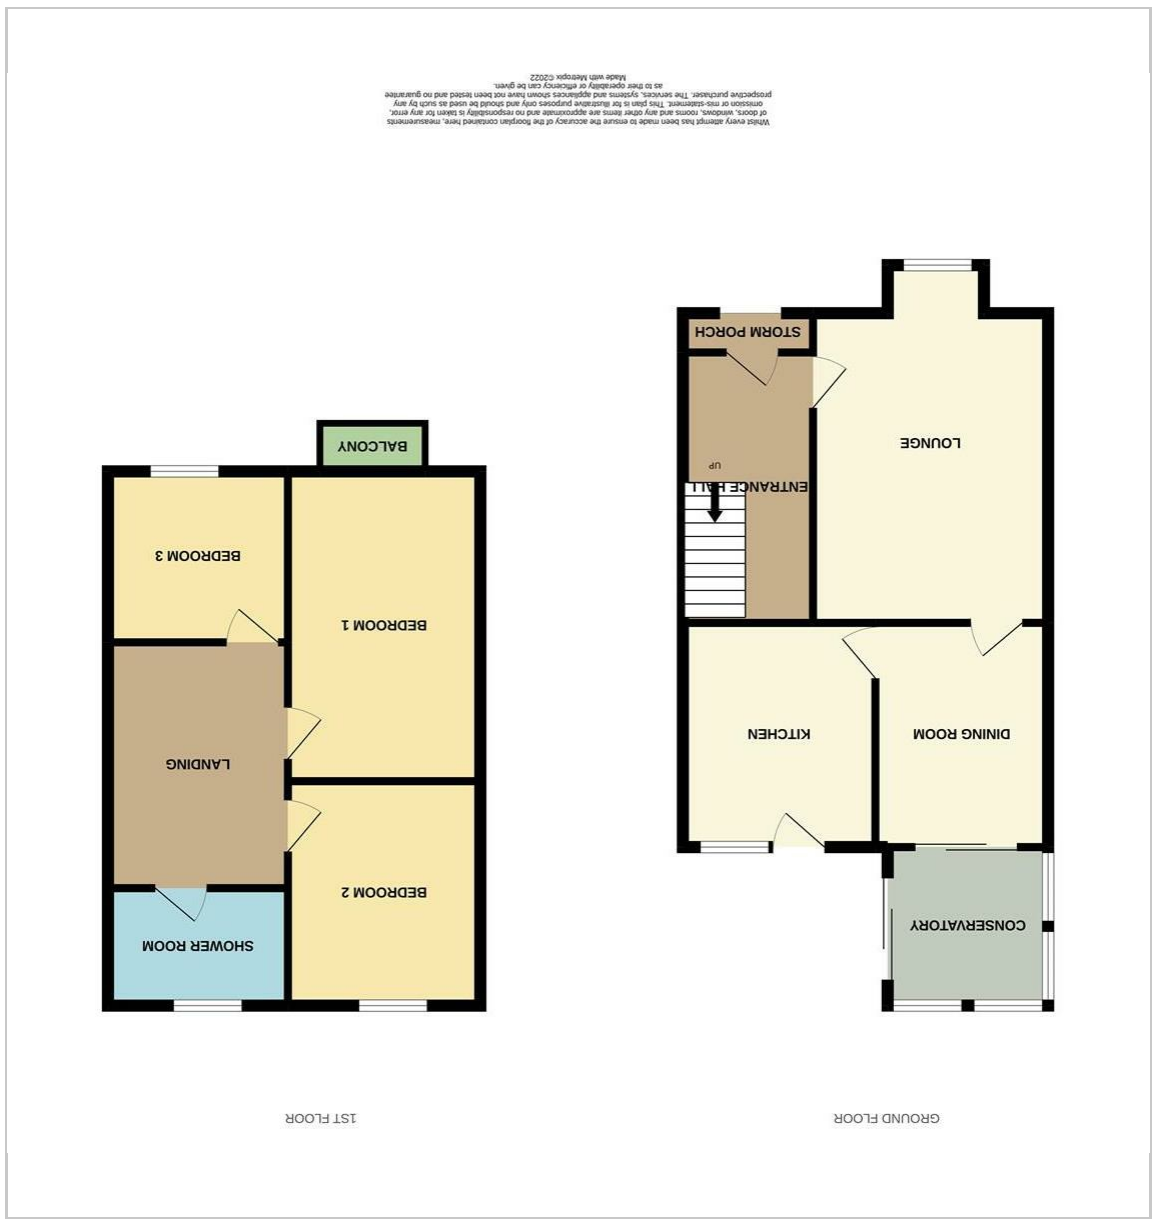 GROUND FLOOR
1ST FLOOR
CONSERVATORY
DINING ROOM
KITCHEN
LOUNGE
ENTRANCE HALL
UP
STORM PORCH
BEDROOM 2
SHOWER ROOM
LANDING
BEDROOM 1
BEDROOM 3
BALCONY
Whilst every attempt has been made to ensure the accuracy of the floorplan contained here, measurements
of doors, windows, rooms and any other items are approximate and no responsibility is taken for any error,
omission or mis-statement. This plan is for illustrative purposes only and should be used as such by any
prospective purchaser. The services, systems and appliances shown have not been tested and no guarantee
as to their operability or efficiency can be given.
Made with Metropix ©2022